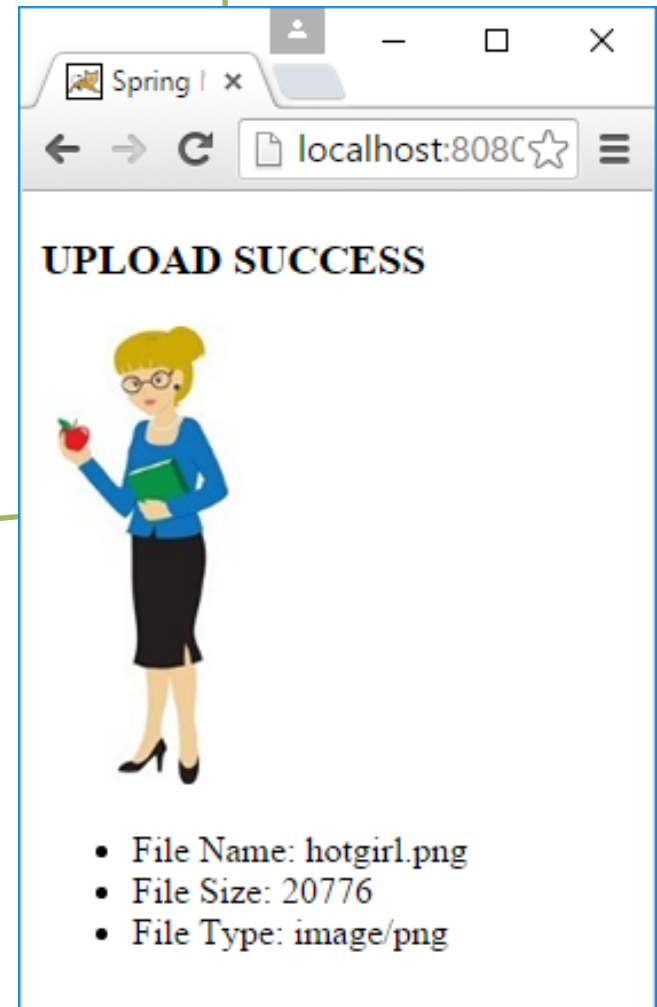 Spring
localhost:8080
UPLOAD SUCCESS
File Name: hotgirl.png
File Size: 20776
File Type: image/png